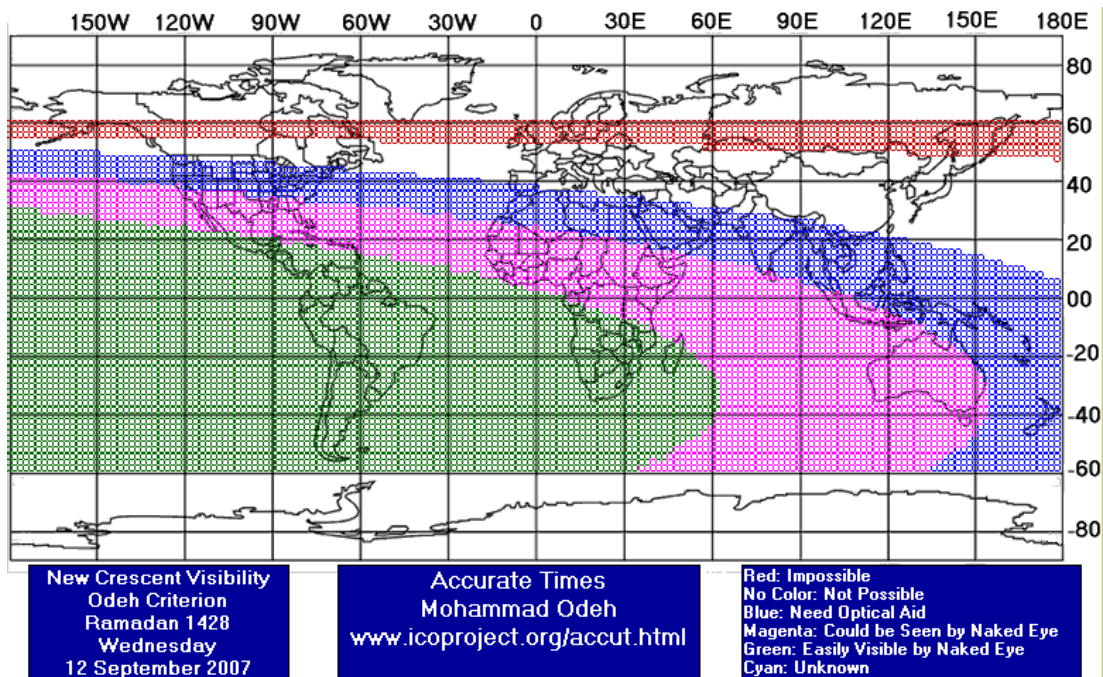 150W 120W 90W 60W 30W 0 30E 60E 90E 120E 150E 180E
80
60
40
20
00
-20
-40
-60
-80
New Crescent Visibility
Odeh Criterion
Ramadan 1428
Wednesday
12 September 2007
Accurate Times
Mohammad Odeh
www.icoproject.org/accut.html
Red: Impossible
No Color: Not Possible
Blue: Need Optical Aid
Magenta: Could be Seen by Naked Eye
Green: Easily Visible by Naked Eye
Cyan: Unknown